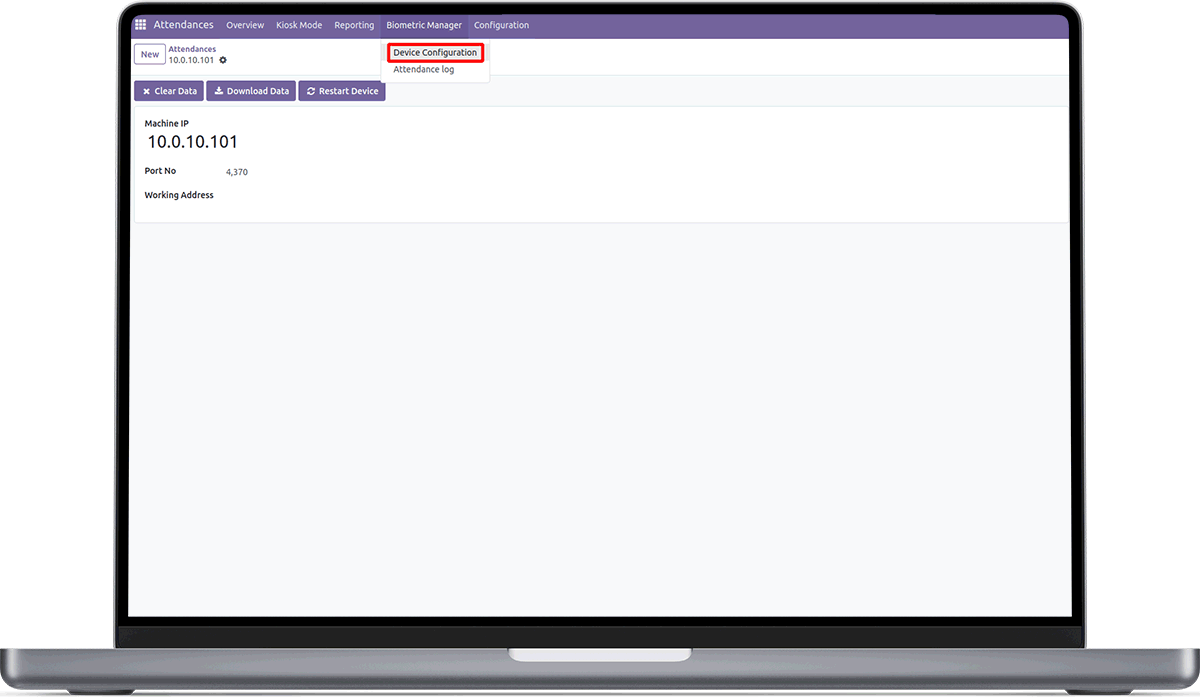 Attendances Overview Kiosk Mode Reporting Biometric Manager Configuration
New
Attendances
10.0.10.101
Device Configuration
Attendance log
Clear Data Download Data Restart Device
Machine IP
10.0.10.101
Port No 4,370
Working Address